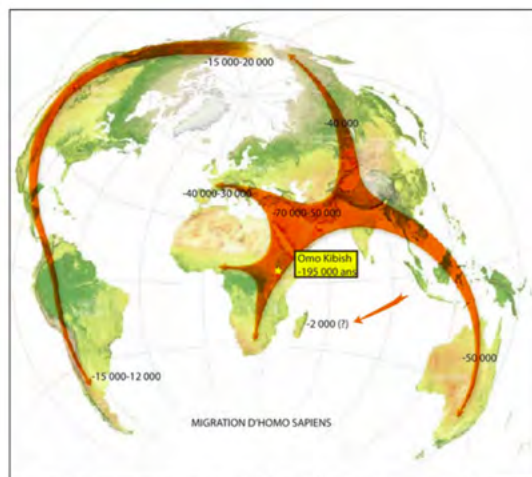 -15 000-20 000
-40 000
-40 000-30 000
-70 000-50 000
Omo Kibish
-195 000 ans
-2 000 (?)
-50 000
-15 000-12 000
MIGRATION D'HOMO SAPIENS